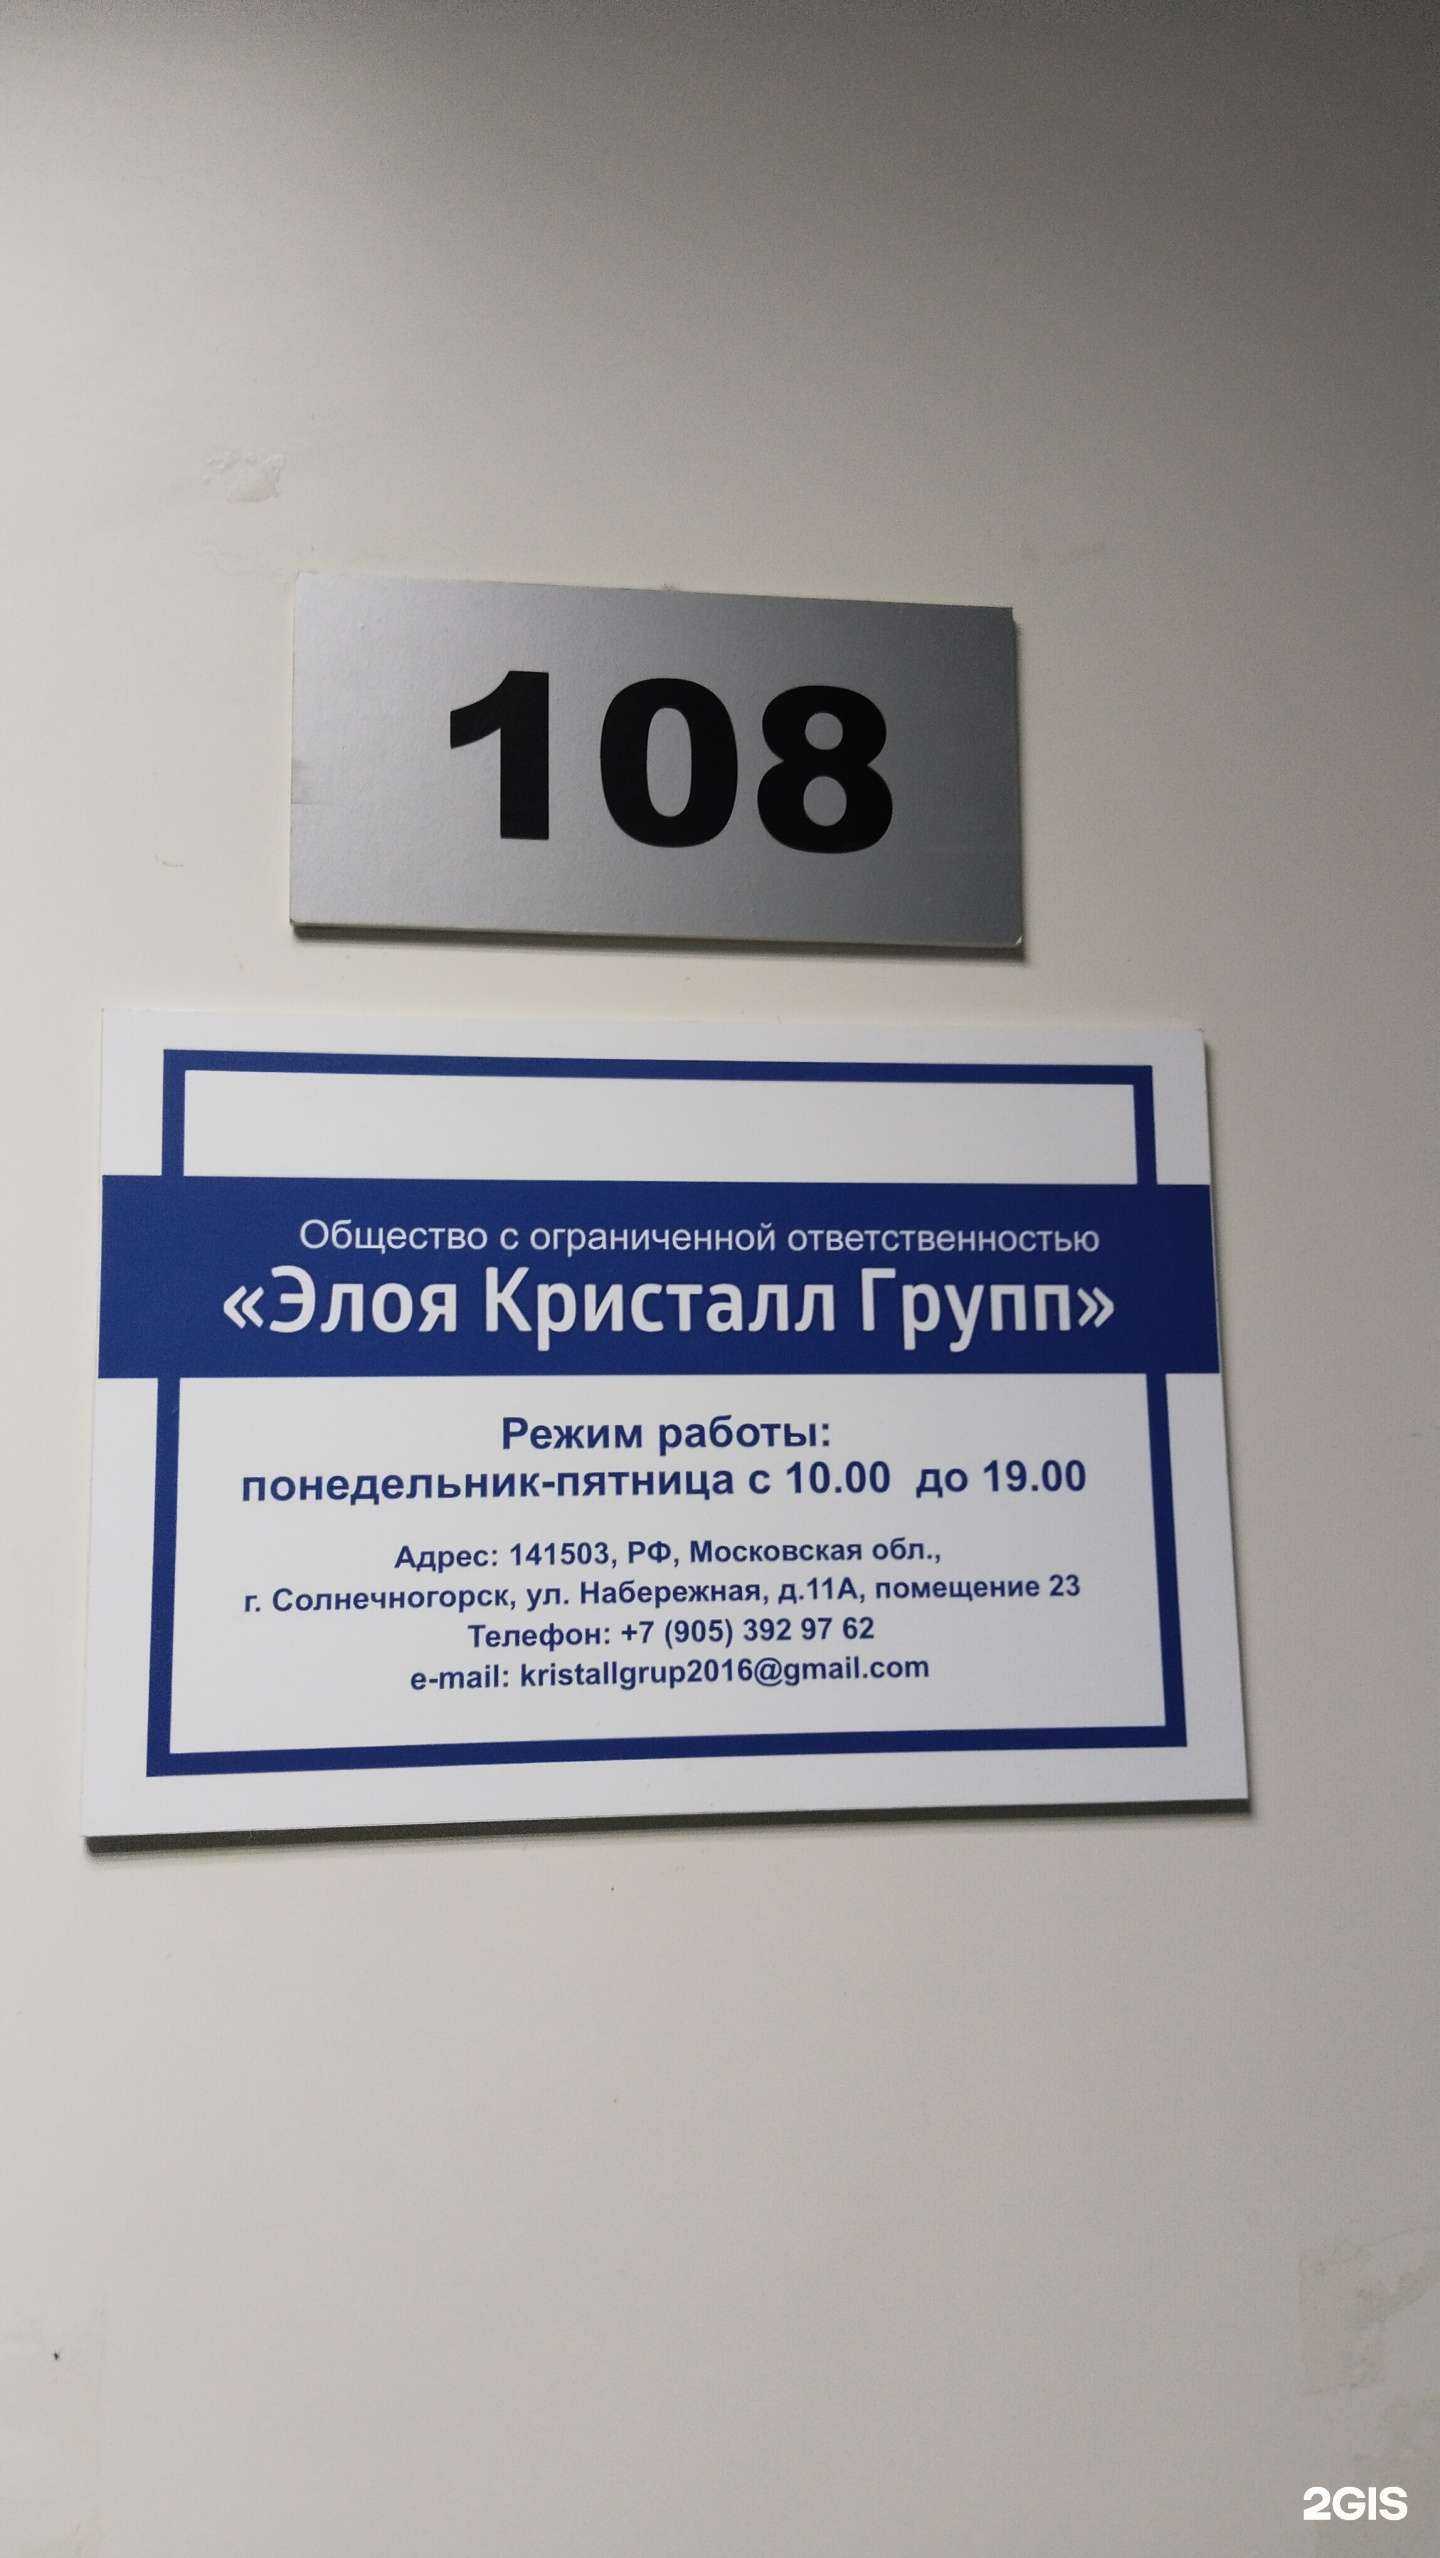 108
Общество с ограниченной ответственностью
«Элоя Кристалл Групп»
Режим работы:
понедельник-пятница с 10.00 до 19.00
Адрес: 141503, РФ, Московская обл.,
г. Солнечногорск, ул. Набережная, д.11А, помещение 23
Телефон: +7 (905) 392 97 62
e-mail: kristallgrup2016@gmail.com
2GIS